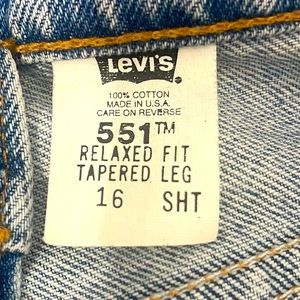 Levi's
100% COTTON
MADE IN U.S.A.
CARE ON REVERSE
551™
RELAXED FIT
TAPERED LEG
16 SHT